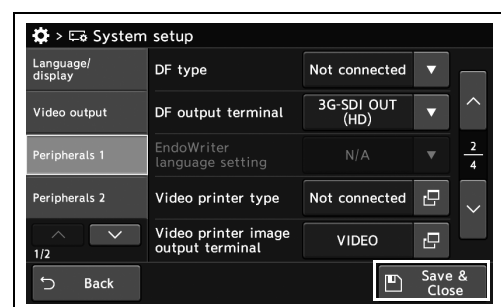 > System setup
Language/
display
Video output
Peripherals 1
Peripherals 2
1/2
DF type
Not connected
DF output terminal
3G-SDI OUT
(HD)
EndoWriter
language setting
N/A
Video printer type
Not connected
Video printer image
output terminal
VIDEO
2
4
Back
Save &
Close